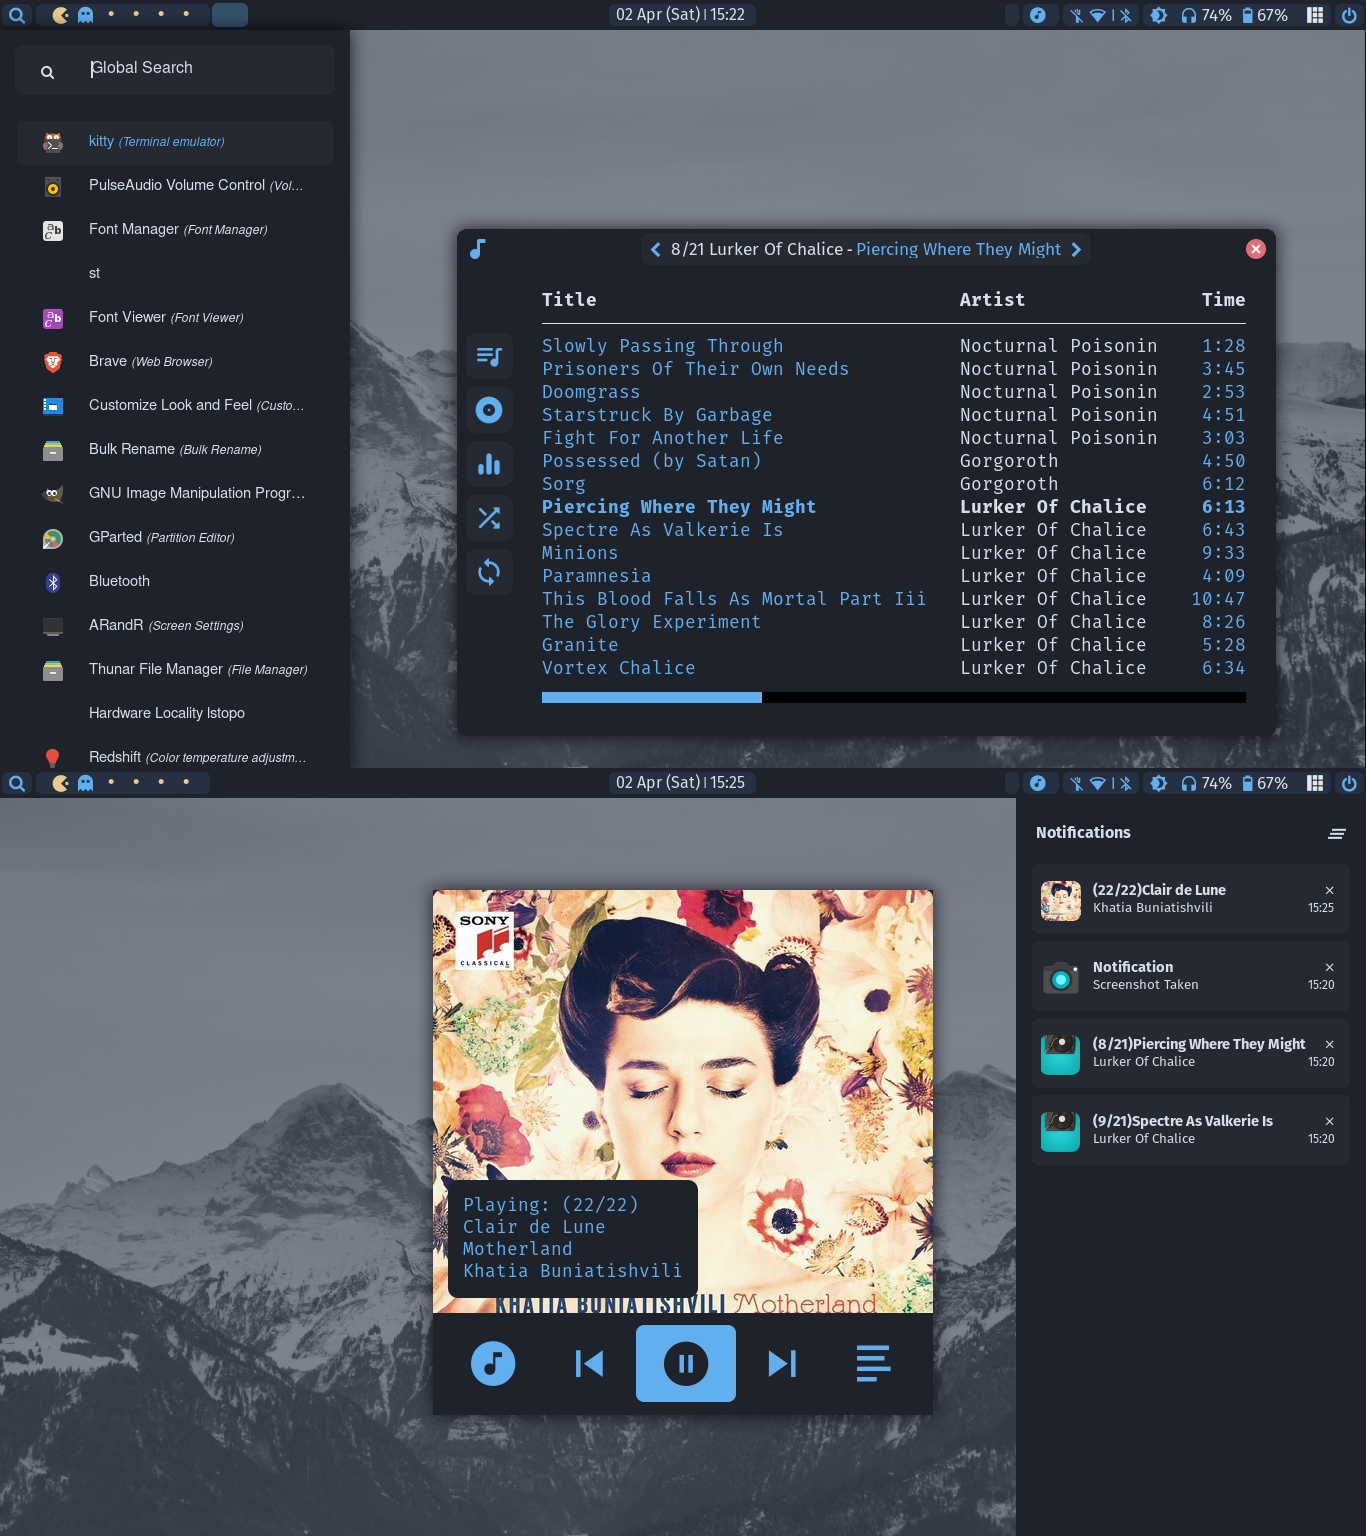 02 Apr (Sat) | 15:22
74% 67%
Global Search
kitty (Terminal emulator)
PulseAudio Volume Control (Vol...
Font Manager (Font Manager)
st
Font Viewer (Font Viewer)
Brave (Web Browser)
Customize Look and Feel (Custo...
Bulk Rename (Bulk Rename)
GNU Image Manipulation Progr...
GParted (Partition Editor)
Bluetooth
ARandR (Screen Settings)
Thunar File Manager (File Manager)
Hardware Locality lstopo
Redshift (Color temperature adjustm...
8/21 Lurker Of Chalice - Piercing Where They Might
Title Artist Time
Slowly Passing Through Nocturnal Poisonin 1:28
Prisoners Of Their Own Needs Nocturnal Poisonin 3:45
Doomgrass Nocturnal Poisonin 2:53
Starstruck By Garbage Nocturnal Poisonin 4:51
Fight For Another Life Nocturnal Poisonin 3:03
Possessed (by Satan) Gorgoroth 4:50
Sorg Gorgoroth 6:12
Piercing Where They Might Lurker Of Chalice 6:13
Spectre As Valkerie Is Lurker Of Chalice 6:43
Minions Lurker Of Chalice 9:33
Paramnesia Lurker Of Chalice 4:09
This Blood Falls As Mortal Part Iii Lurker Of Chalice 10:47
The Glory Experiment Lurker Of Chalice 8:26
Granite Lurker Of Chalice 5:28
Vortex Chalice Lurker Of Chalice 6:34
02 Apr (Sat) | 15:25
74% 67%
SONY
CLASSICAL
Playing: (22/22)
Clair de Lune
Motherland
Khatia Buniatishvili
KHATIA BUNIATISHVILI Motherland
Notifications
(22/22)Clair de Lune
Khatia Buniatishvili 15:25
Notification
Screenshot Taken 15:20
(8/21)Piercing Where They Might
Lurker Of Chalice 15:20
(9/21)Spectre As Valkerie Is
Lurker Of Chalice 15:20